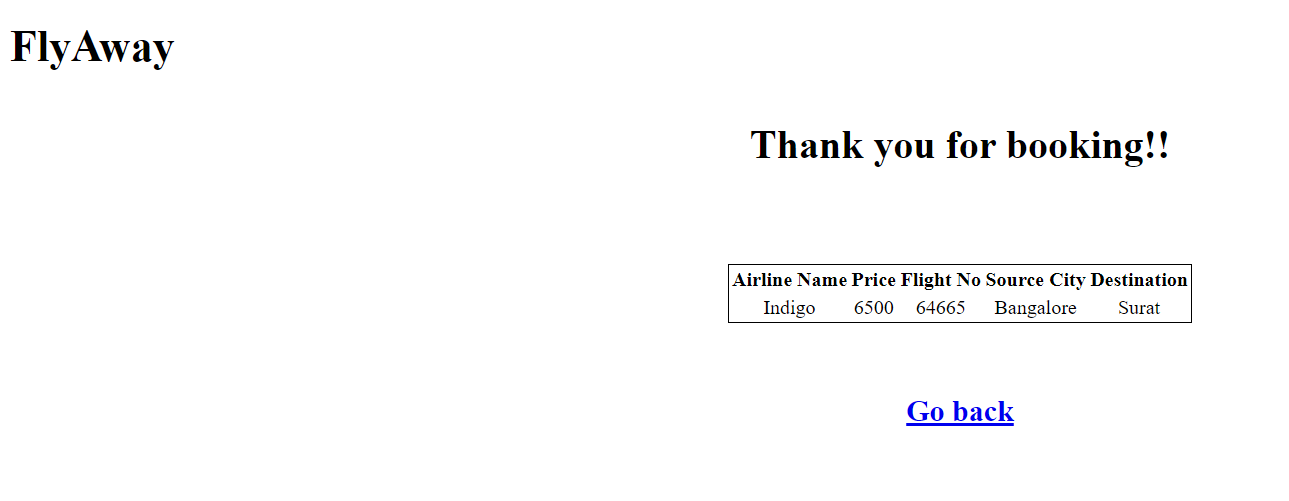 FlyAway
Thank you for booking!!
Airline Name Price Flight No Source City Destination
Indigo 6500 64665 Bangalore Surat
Go back